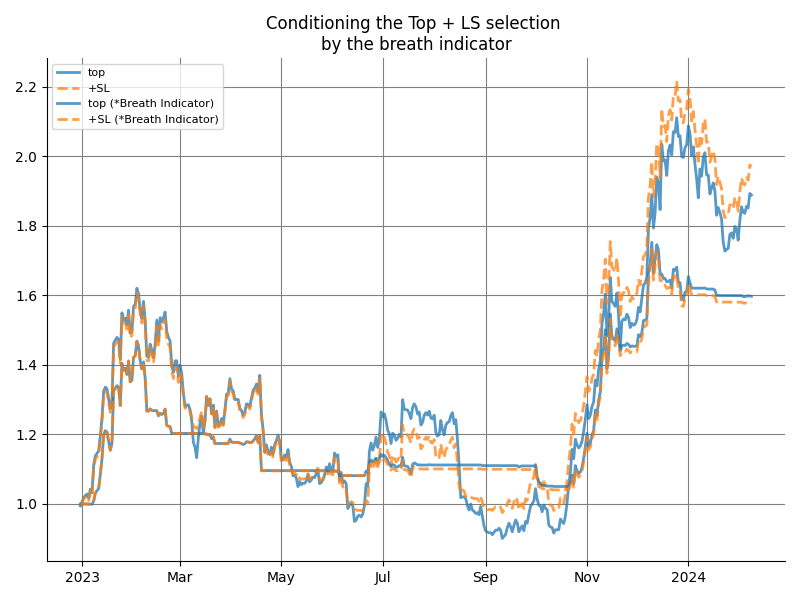 Conditioning the Top + LS selection
by the breath indicator
top
+SL
top (*Breath Indicator)
+SL (*Breath Indicator)
2.2
2.0
1.8
1.6
1.4
1.2
1.0
2023
Mar
May
Jul
Sep
Nov
2024